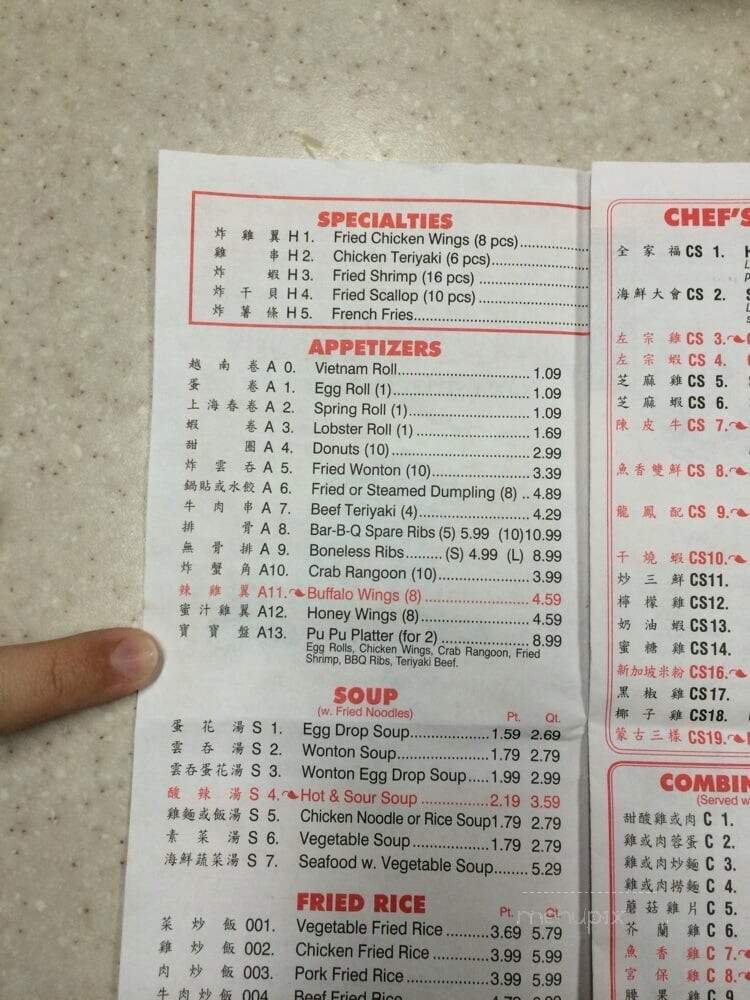 SPECIALTIES
炸雞翼 H 1. Fried Chicken Wings (8 pcs)
雞串 H 2. Chicken Teriyaki (6 pcs)
炸蝦 H 3. Fried Shrimp (16 pcs)
炸干貝 H 4. Fried Scallop (10 pcs)
炸薯條 H 5. French Fries
APPETIZERS
越南卷 A 0. Vietnam Roll 1.09
蛋卷 A 1. Egg Roll (1) 1.09
上海春卷 A 2. Spring Roll (1) 1.09
蝦卷 A 3. Lobster Roll (1) 1.69
甜圈 A 4. Donuts (10) 2.99
炸雲吞 A 5. Fried Wonton (10) 3.39
鍋貼或水餃 A 6. Fried or Steamed Dumpling (8) .. 4.89
牛肉串 A 7. Beef Teriyaki (4) 4.29
排骨 A 8. Bar-B-Q Spare Ribs (5) 5.99 (10) 10.99
無骨排 A 9. Boneless Ribs (S) 4.99 (L) 8.99
炸蟹角 A10. Crab Rangoon (10) 3.99
辣雞翼 A11. Buffalo Wings (8) 4.59
蜜汁雞翼 A12. Honey Wings (8) 4.59
寶寶盤 A13. Pu Pu Platter (for 2) 8.99
Egg Rolls, Chicken Wings, Crab Rangoon, Fried
Shrimp, BBQ Ribs, Teriyaki Beef.
SOUP
(w. Fried Noodles) Pt. Qt.
蛋花湯 S 1. Egg Drop Soup 1.59 2.69
雲吞湯 S 2. Wonton Soup 1.79 2.79
雲吞蛋花湯 S 3. Wonton Egg Drop Soup 1.99 2.99
酸辣湯 S 4. Hot & Sour Soup 2.19 3.59
雞麵或飯湯 S 5. Chicken Noodle or Rice Soup 1.79 2.79
素菜湯 S 6. Vegetable Soup 1.79 2.79
海鮮蔬菜湯 S 7. Seafood w. Vegetable Soup 5.29
FRIED RICE
Pt. Qt.
菜炒飯 001. Vegetable Fried Rice 3.69 5.79
雞炒飯 002. Chicken Fried Rice 3.99 5.99
肉炒飯 003. Pork Fried Rice 3.99 5.99
牛肉炒飯 004. Beef Fried Rice
CHEF'S
全家福 CS 1.
海鮮大會 CS 2.
左宗雞 CS 3.
左宗蝦 CS 4.
芝麻雞 CS 5.
芝麻蝦 CS 6.
陳皮牛 CS 7.
魚香雙鮮 CS 8.
龍鳳配 CS 9.
干燒蝦 CS10.
炒三鮮 CS11.
檸檬雞 CS12.
奶油蝦 CS13.
蜜糖雞 CS14.
新加坡米粉 CS16.
黑椒雞 CS17.
椰子雞 CS18.
蒙古三樣 CS19.
COMBIN
(Served w
甜酸雞或肉 C 1.
雞或肉蓉蛋 C 2.
雞或肉炒麵 C 3.
雞或肉撈麵 C 4.
蘑菇雞片 C 5.
芥蘭雞 C 6.
魚香雞 C 7.
宮保雞 C 8.
腰果雞 C 9.
menupix